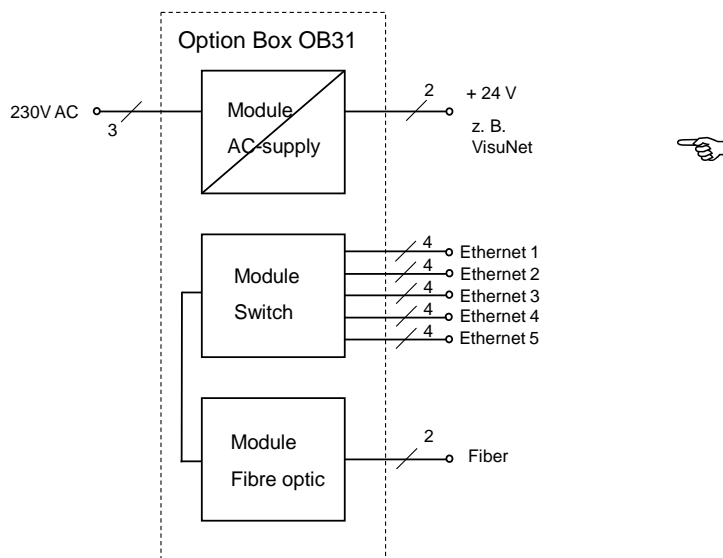 Option Box OB31
230V AC
3
Module
AC-supply
2
+ 24 V
z. B.
VisuNet
Module
Switch
4
Ethernet 1
4
Ethernet 2
4
Ethernet 3
4
Ethernet 4
4
Ethernet 5
Module
Fibre optic
2
Fiber